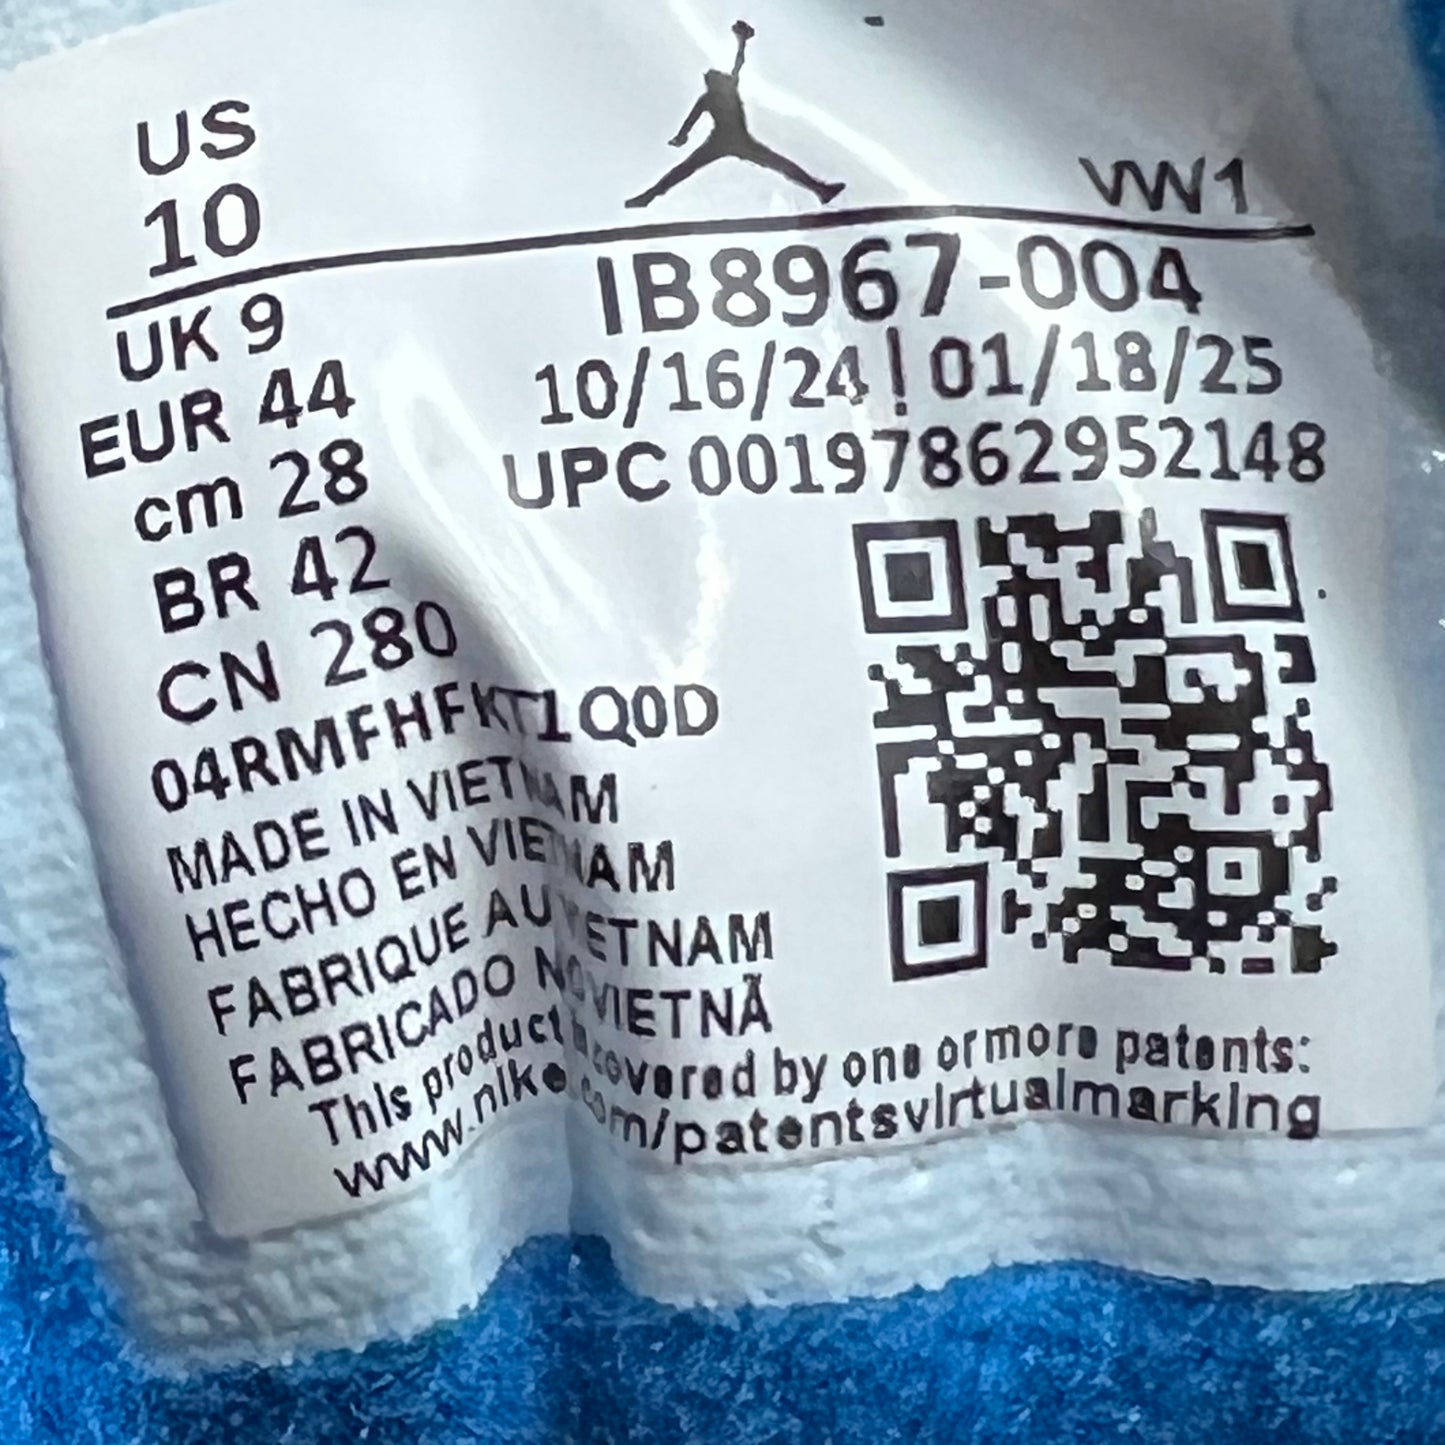 US
10
VW1
UK 9
EUR 44
cm 28
BR 42
CN 280
IB8967-004
10/16/24 | 01/18/25
UPC 00197862952148
04RMFHFKT1Q0D
MADE IN VIETNAM
HECHO EN VIETNAM
FABRIQUE AU VIETNAM
FABRICADO NO VIETNÃ
This product is covered by one or more patents:
www.nike.com/patentsvirtualmarking